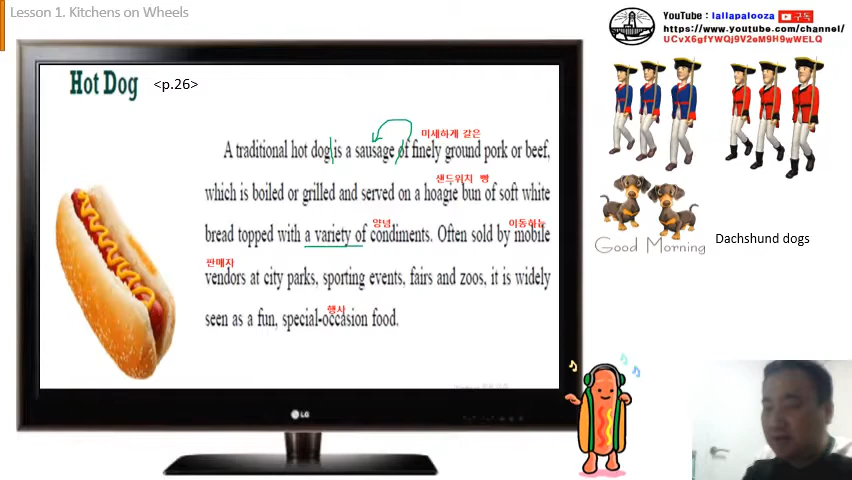 Lesson 1. Kitchens on Wheels
YouTube : lallapalooza 구독
https://www.youtube.com/channel/
UCvX6gfYWQj9V2eM9H9wWELQ
Hot Dog <p.26>
미세하게 갈은
A traditional hot dog is a sausage of finely ground pork or beef,
샌드위치 빵
which is boiled or grilled and served on a hoagie bun of soft white
양념 이동하는
bread topped with a variety of condiments. Often sold by mobile
판매자
vendors at city parks, sporting events, fairs and zoos, it is widely
행사
seen as a fun, special-occasion food.
Good Morning
Dachshund dogs
LG